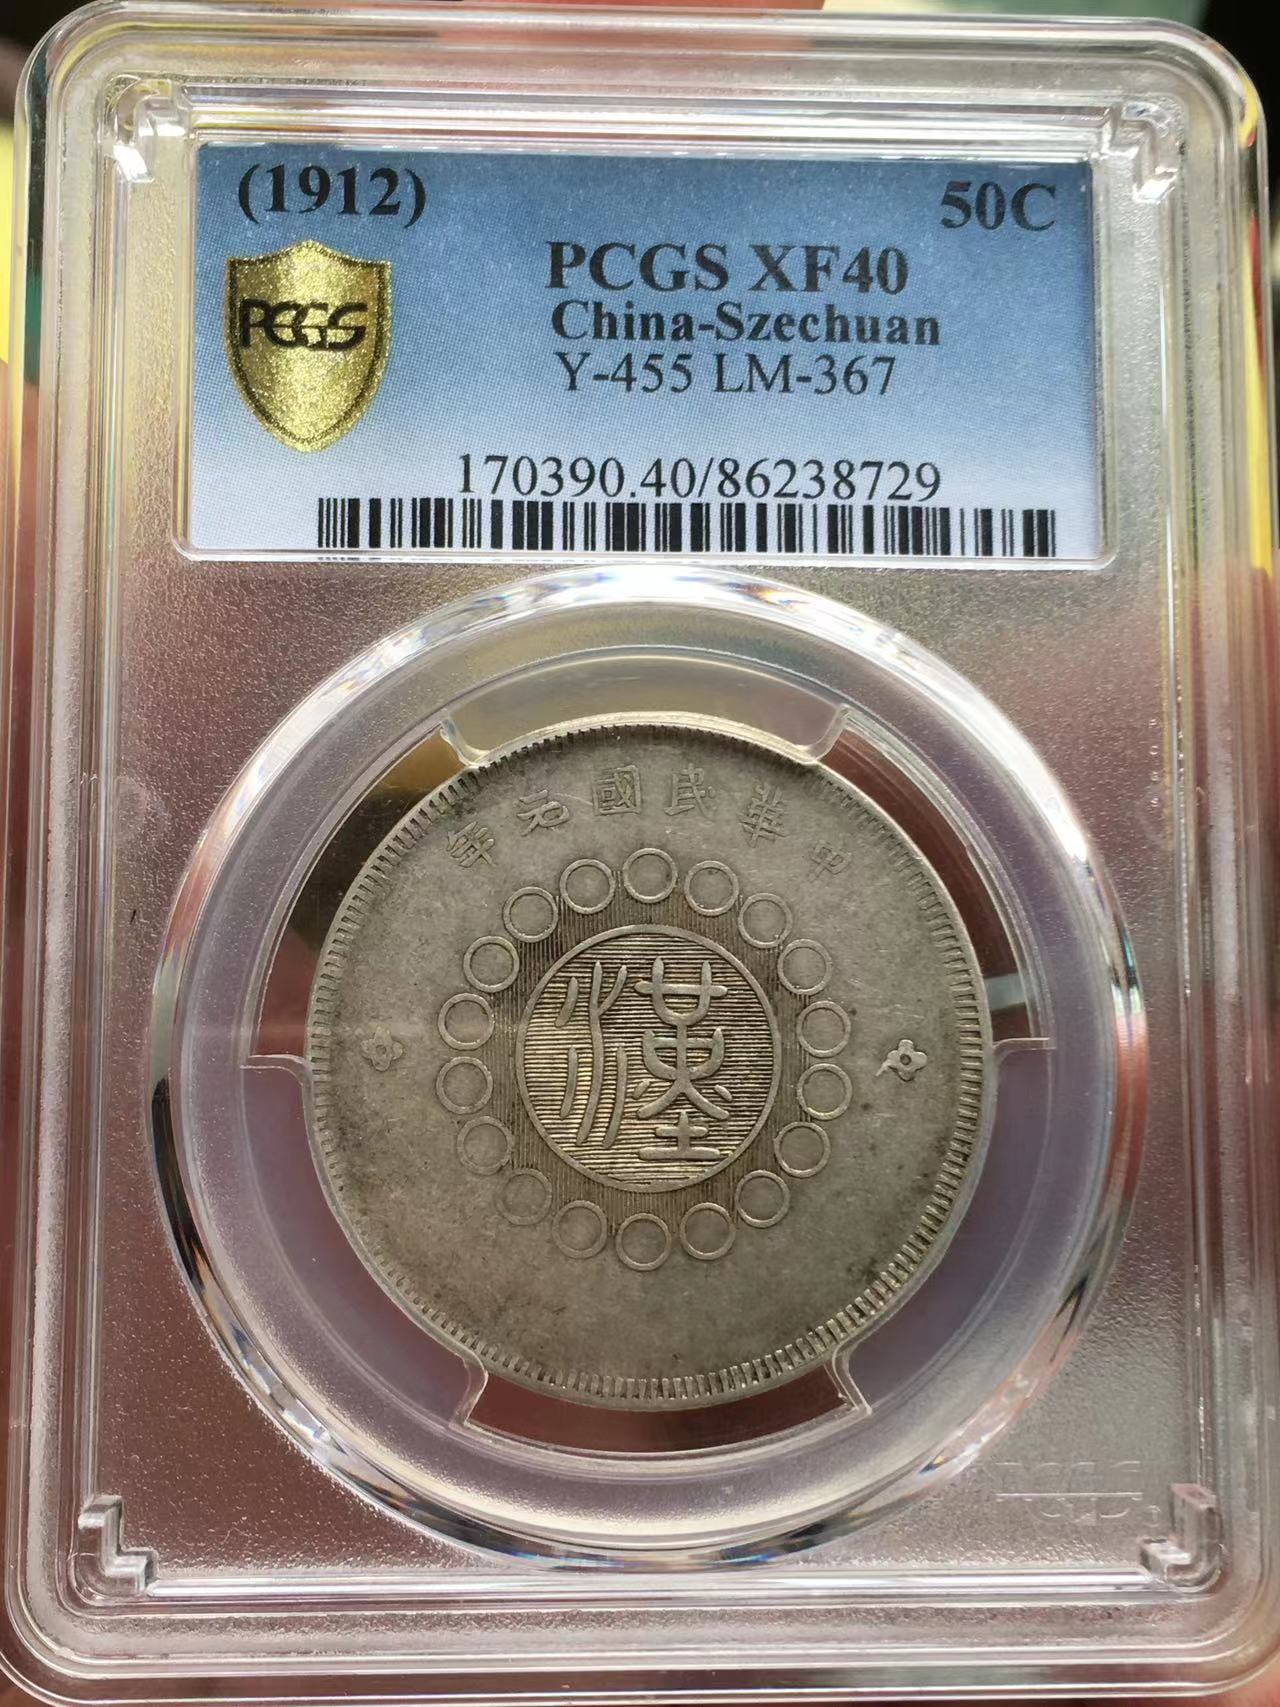 (1912)
50C
PCGS
PCGS XF40
China-Szechuan
Y-455 LM-367
170390.40/86238729
年元國民華中
漢